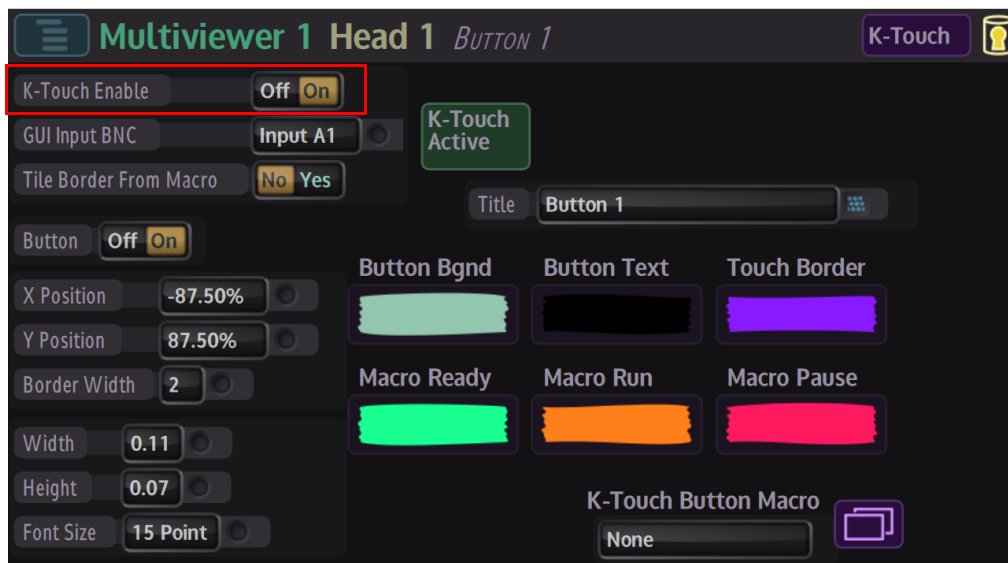 Multiviewer 1 Head 1 Button 1
K-Touch
K-Touch Enable Off On
GUI Input BNC Input A1
K-Touch
Active
Tile Border From Macro No Yes
Title Button 1
Button Off On
Button Bgnd Button Text Touch Border
X Position -87.50%
Y Position 87.50%
Border Width 2
Macro Ready Macro Run Macro Pause
Width 0.11
Height 0.07
Font Size 15 Point
K-Touch Button Macro
None